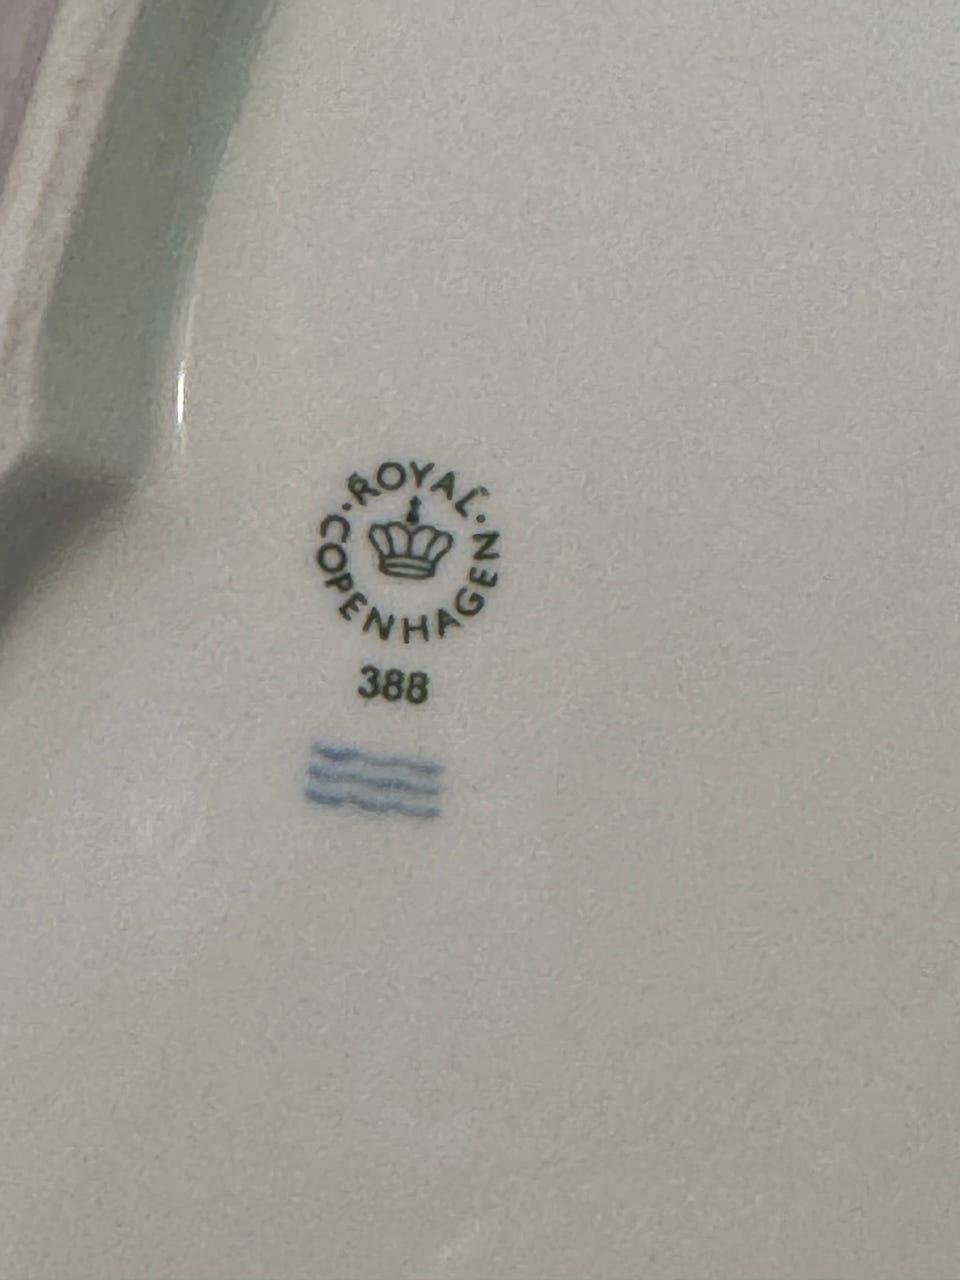 ROYAL · COPENHAGEN ·
388